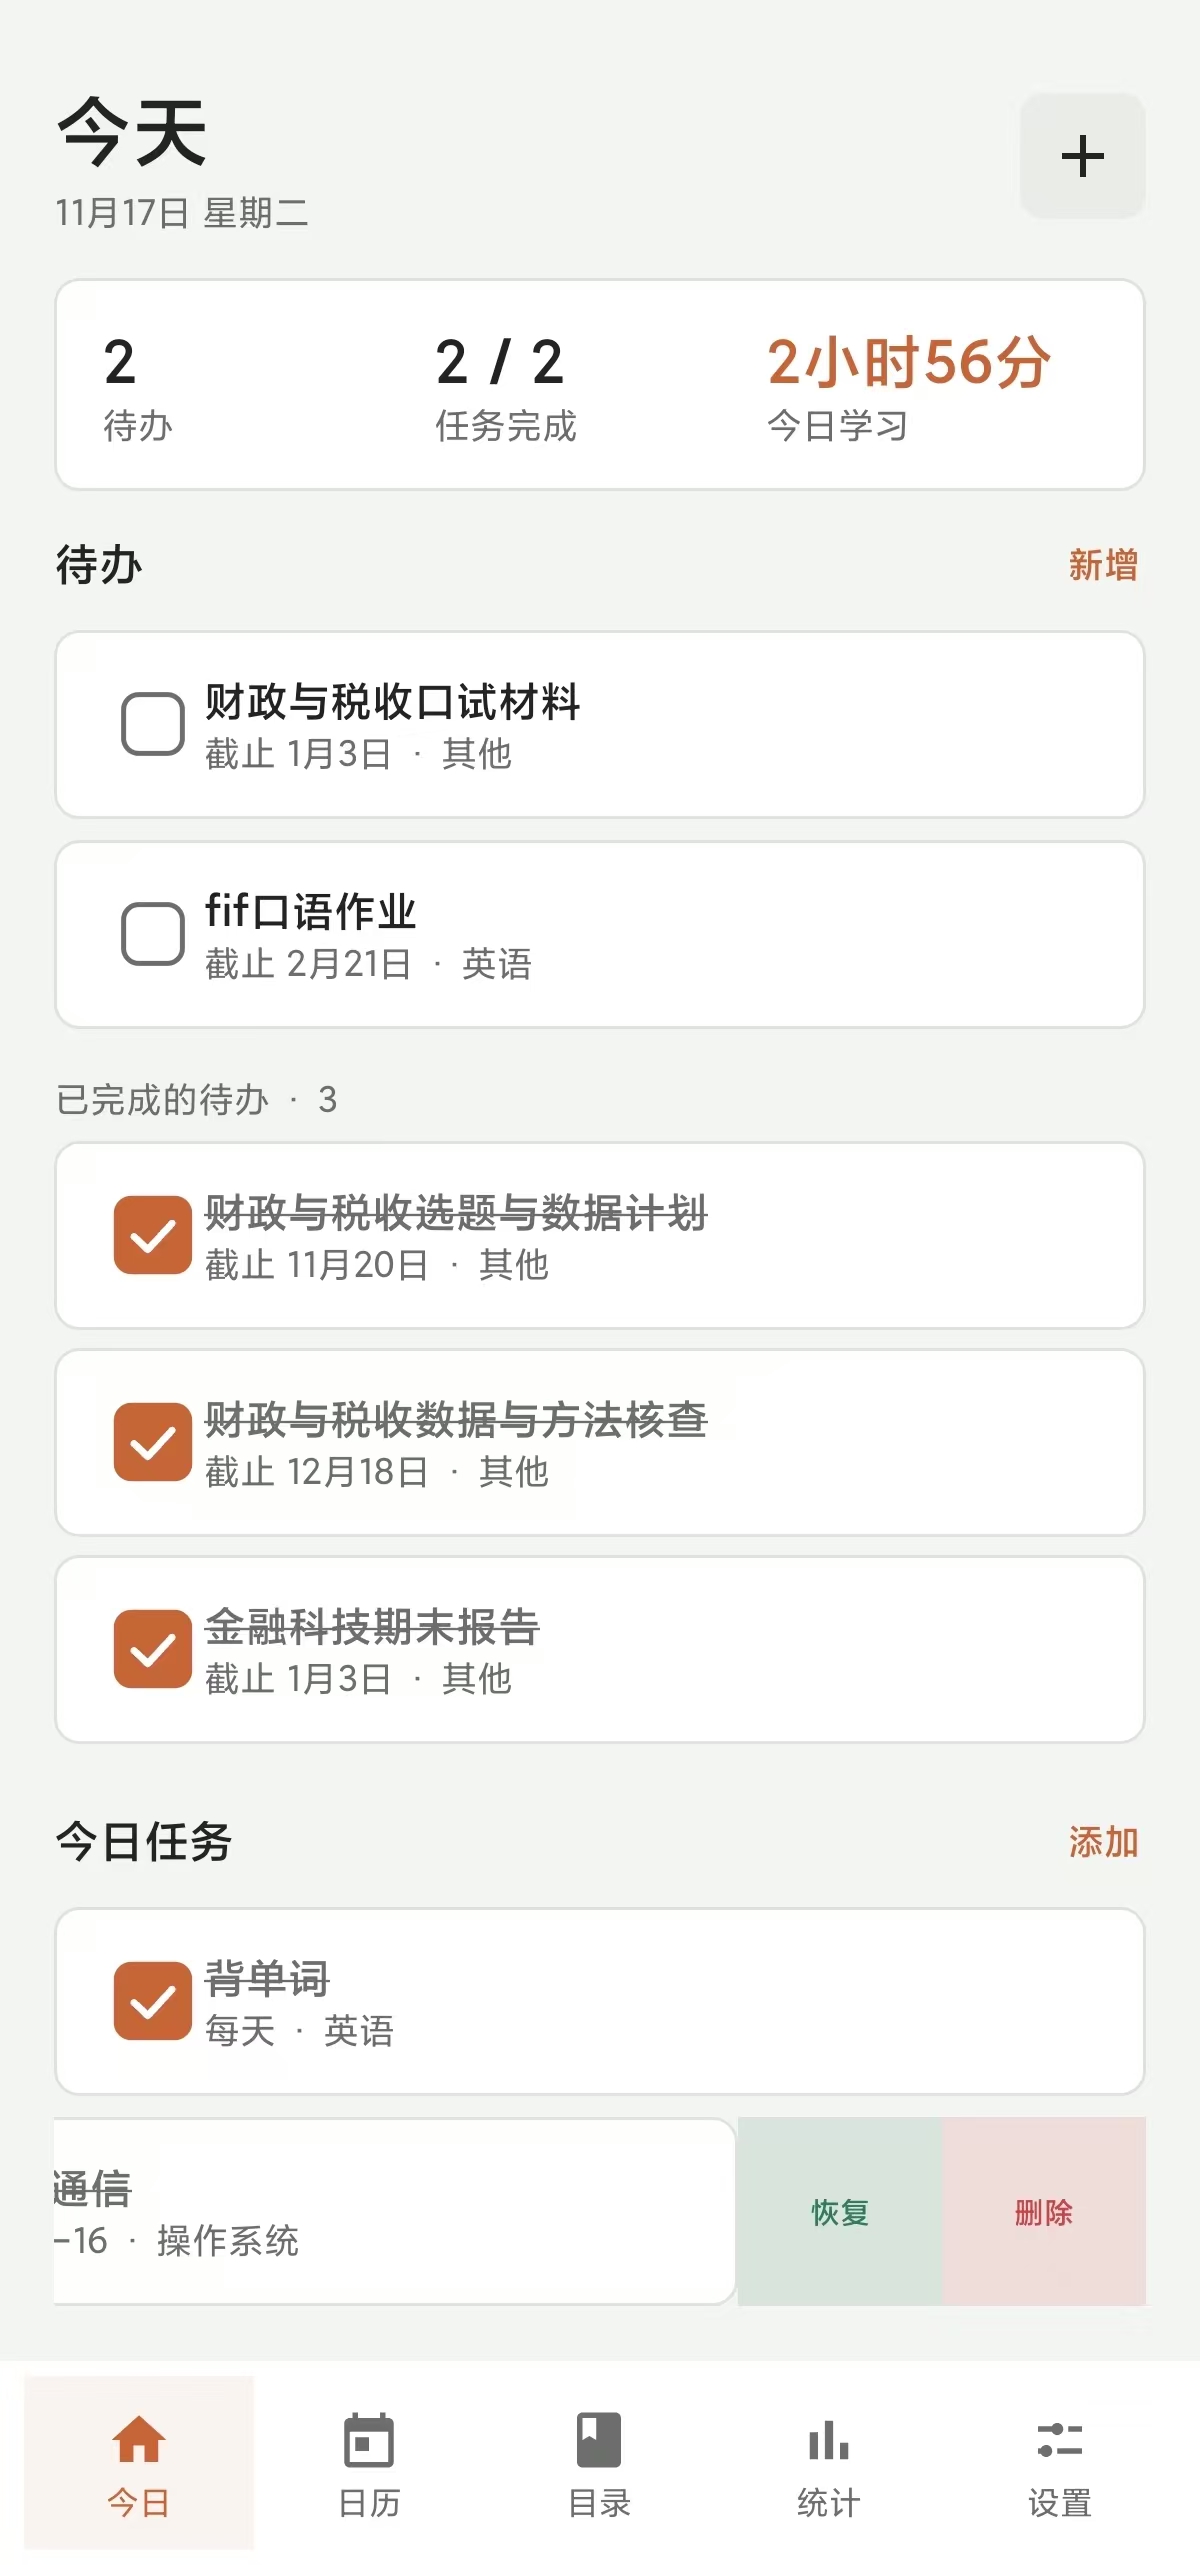 今天
11月17日 星期二
2
待办
2 / 2
任务完成
2小时56分
今日学习
待办
新增
财政与税收口试材料
截止 1月3日 · 其他
fif口语作业
截止 2月21日 · 英语
已完成的待办 · 3
财政与税收选题与数据计划
截止 11月20日 · 其他
财政与税收数据与方法核查
截止 12月18日 · 其他
金融科技期末报告
截止 1月3日 · 其他
今日任务
添加
背单词
每天 · 英语
通信
-16 · 操作系统
恢复
删除
今日
日历
目录
统计
设置